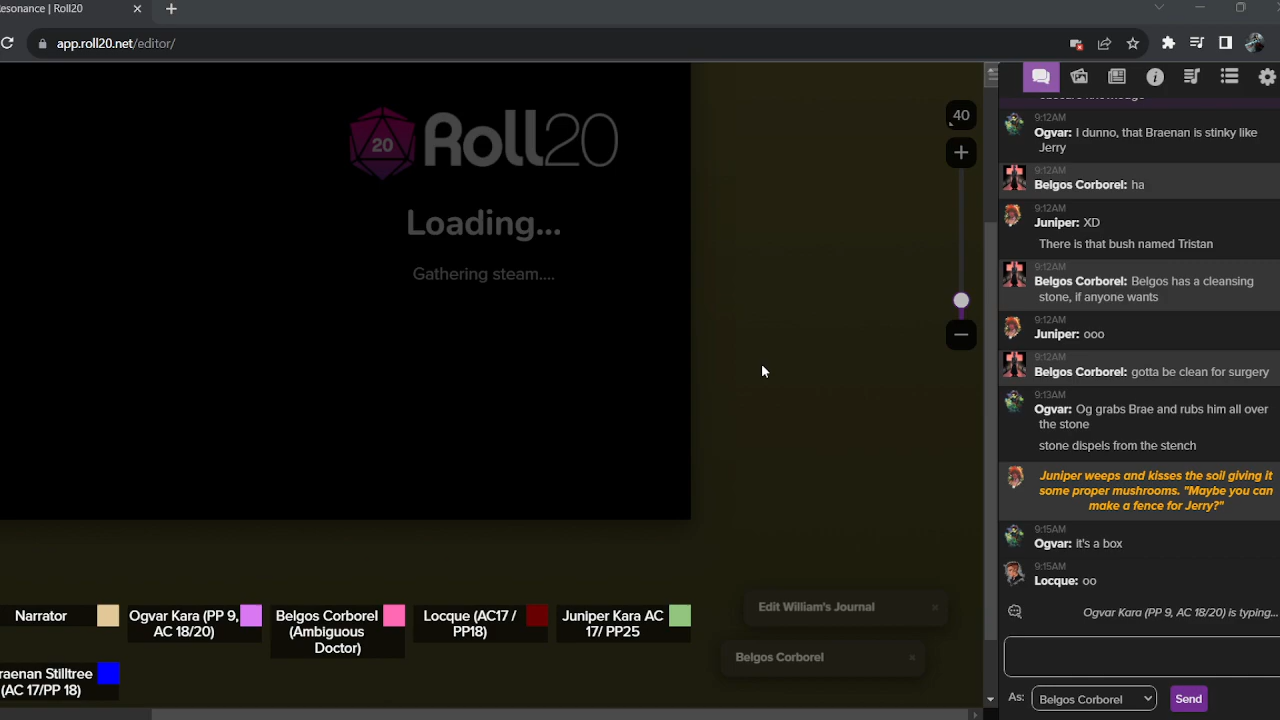 esonance | Roll20
app.roll20.net/editor/
20
Roll20
Loading...
Gathering steam....
40
9:12AM
Ogvar: I dunno, that Braenan is stinky like
Jerry
9:12AM
Belgos Corborel: ha
9:12AM
Juniper: XD
There is that bush named Tristan
9:12AM
Belgos Corborel: Belgos has a cleansing
stone, if anyone wants
9:12AM
Juniper: ooo
9:12AM
Belgos Corborel: gotta be clean for surgery
9:13AM
Ogvar: Og grabs Brae and rubs him all over
the stone
stone dispels from the stench
Juniper weeps and kisses the soil giving it
some proper mushrooms. "Maybe you can
make a fence for Jerry?"
9:15AM
Ogvar: it's a box
9:15AM
Locque: oo
Ogvar Kara (PP 9, AC 18/20) is typing...
As: Belgos Corborel
Send
Narrator
Ogvar Kara (PP 9,
AC 18/20)
Belgos Corborel
(Ambiguous
Doctor)
Locque (AC17 /
PP18)
Juniper Kara AC
17/ PP25
raenan Stilltree
(AC 17/PP 18)
Edit William's Journal
Belgos Corborel